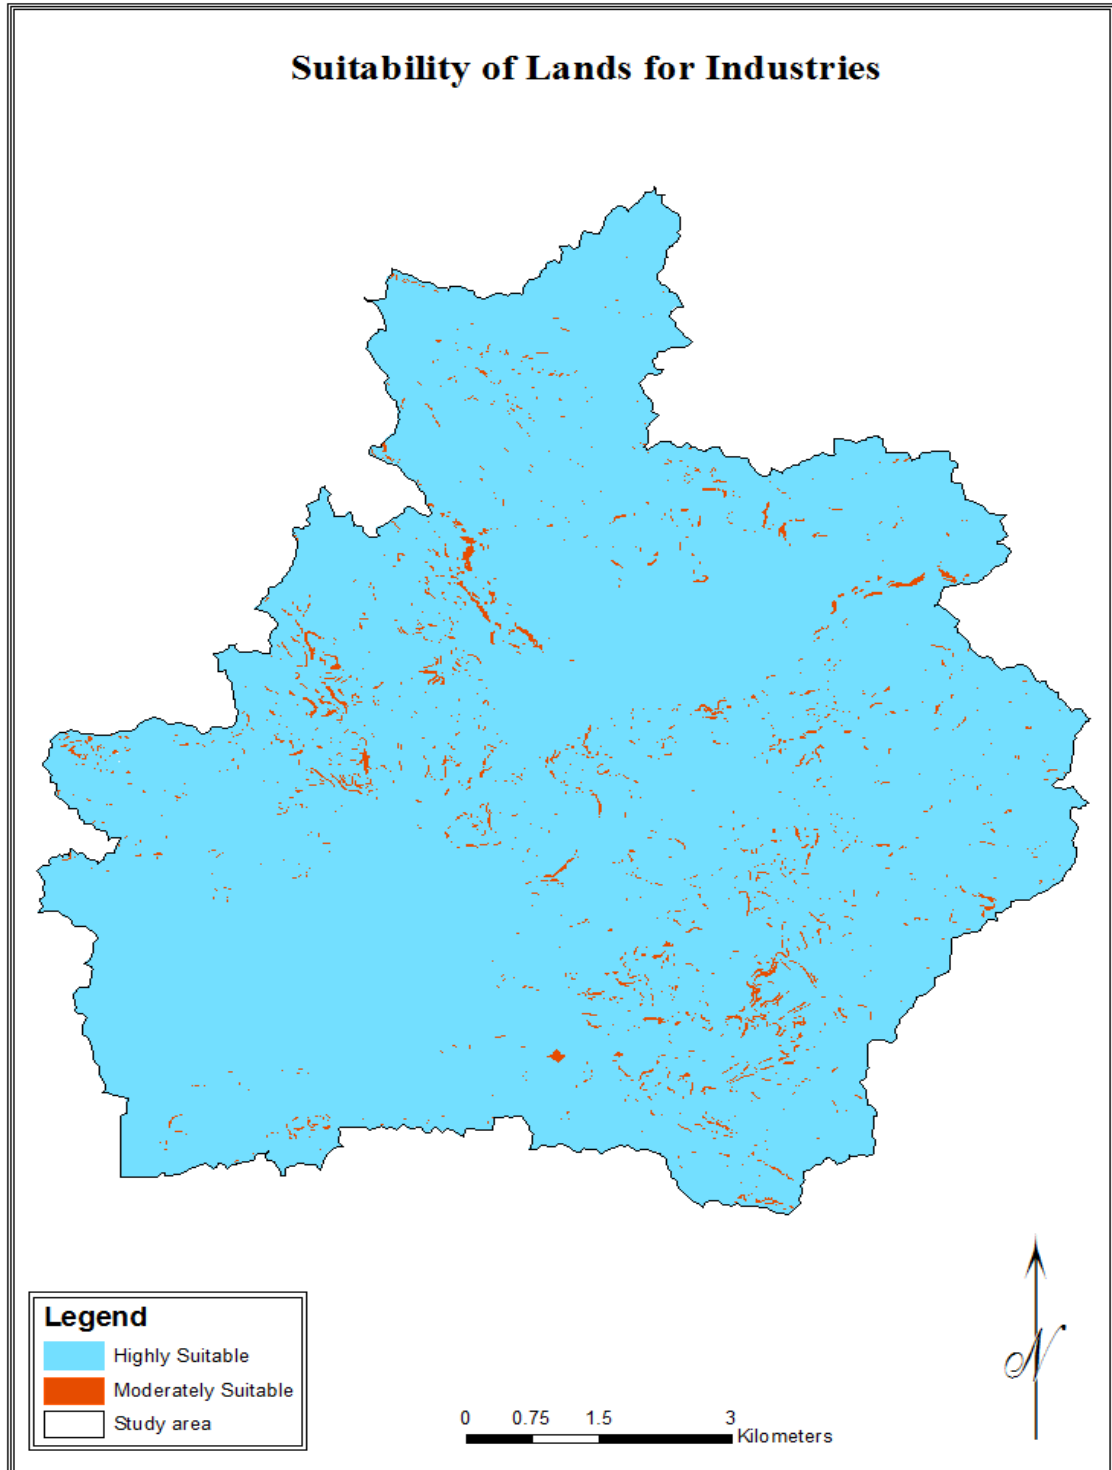 Suitability of Lands for Industries
Legend
Highly Suitable
Moderately Suitable
Study area
0 0.75 1.5 3
Kilometers
N